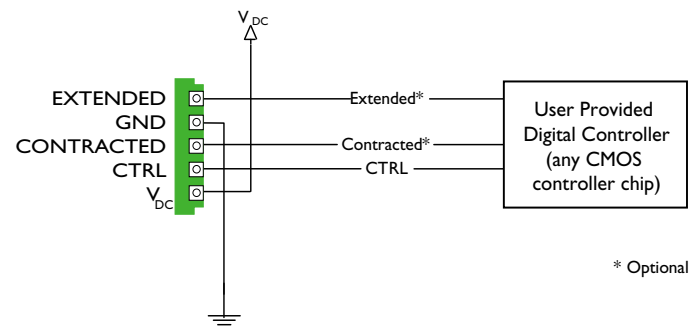 V DC
EXTENDED
GND
CONTRACTED
CTRL
V DC
Extended*
Contracted*
CTRL
User Provided
Digital Controller
(any CMOS
controller chip)
* Optional